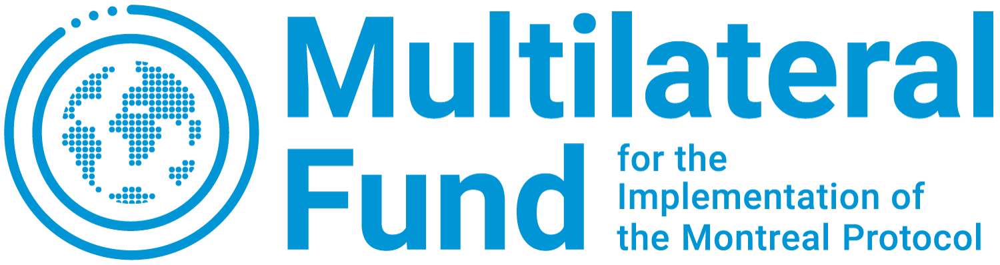 Multilateral
Fund
for the
Implementation of
the Montreal Protocol